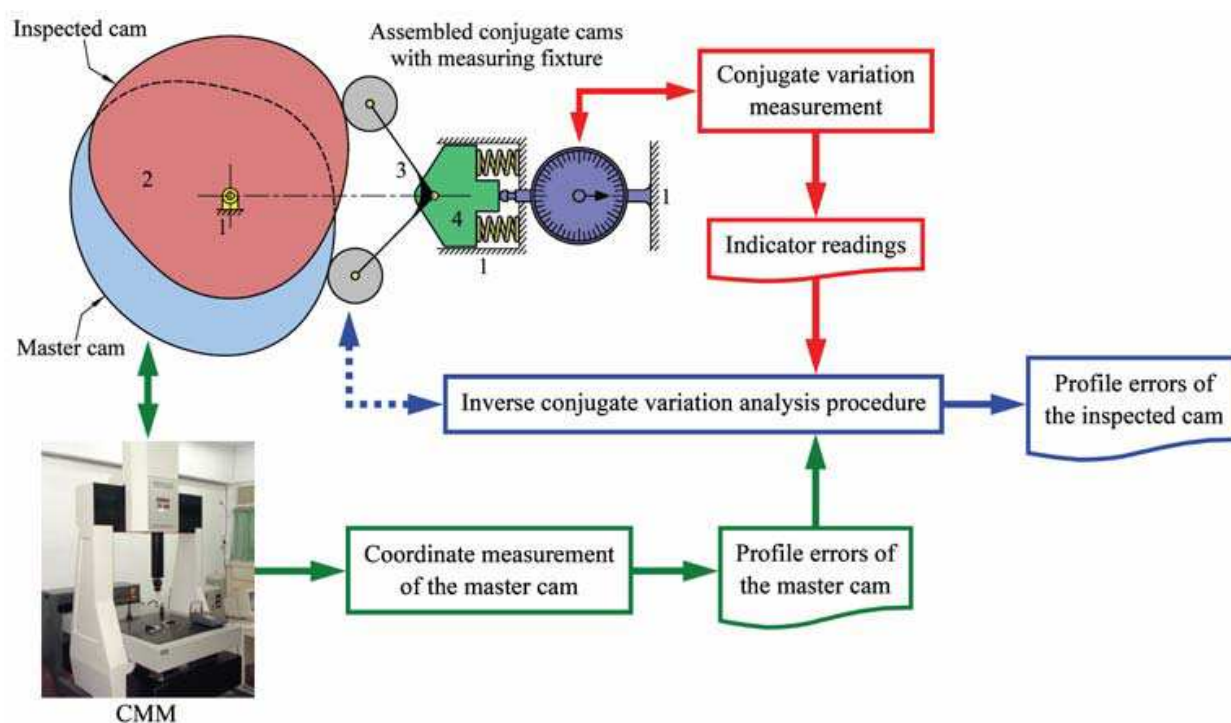 Inspected cam
Assembled conjugate cams
with measuring fixture
Conjugate variation
measurement
2
3
1
4
1
1
Indicator readings
Master cam
Inverse conjugate variation analysis procedure
Profile errors of
the inspected cam
Coordinate measurement
of the master cam
Profile errors of
the master cam
CMM